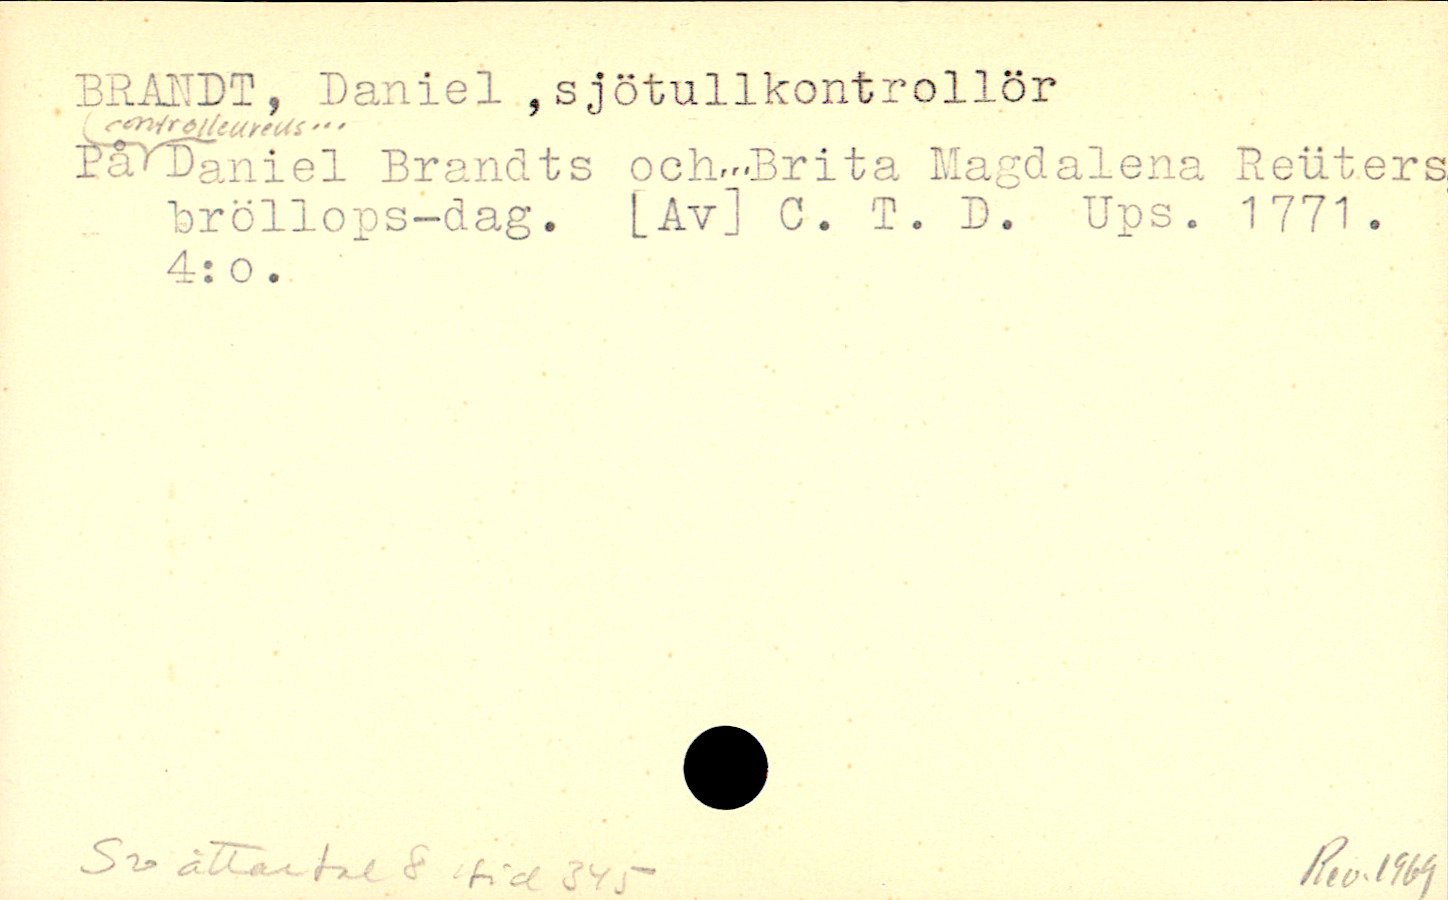 BRANDT, Daniel ,sjötullkontrollör
controlleurens...
På Daniel Brandts och...Brita Magdalena Reüters
bröllops-dag. [Av] C. T. D. Ups. 1771.
4:o.
Sv ättartal 8 sid 345
Rev. 1969